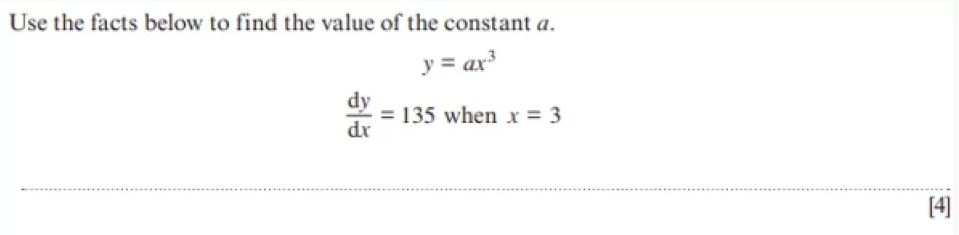 Use the facts below to find the value of the constant a.
y = ax³
dy/dx = 135 when x = 3
[4]